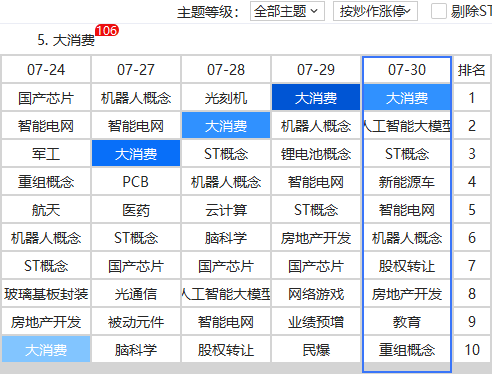 主题等级： 全部主题 按炒作涨停 剔除ST
5. 大消费 106
07-24 07-27 07-28 07-29 07-30 排名
国产芯片 机器人概念 光刻机 大消费 大消费 1
智能电网 智能电网 大消费 机器人概念 人工智能大模型 2
军工 大消费 ST概念 锂电池概念 ST概念 3
重组概念 PCB 机器人概念 智能电网 新能源车 4
航天 医药 云计算 ST概念 智能电网 5
机器人概念 ST概念 脑科学 房地产开发 机器人概念 6
ST概念 国产芯片 国产芯片 国产芯片 股权转让 7
玻璃基板封装 光通信 人工智能大模型 网络游戏 房地产开发 8
房地产开发 被动元件 智能电网 业绩预增 教育 9
大消费 脑科学 股权转让 民爆 重组概念 10